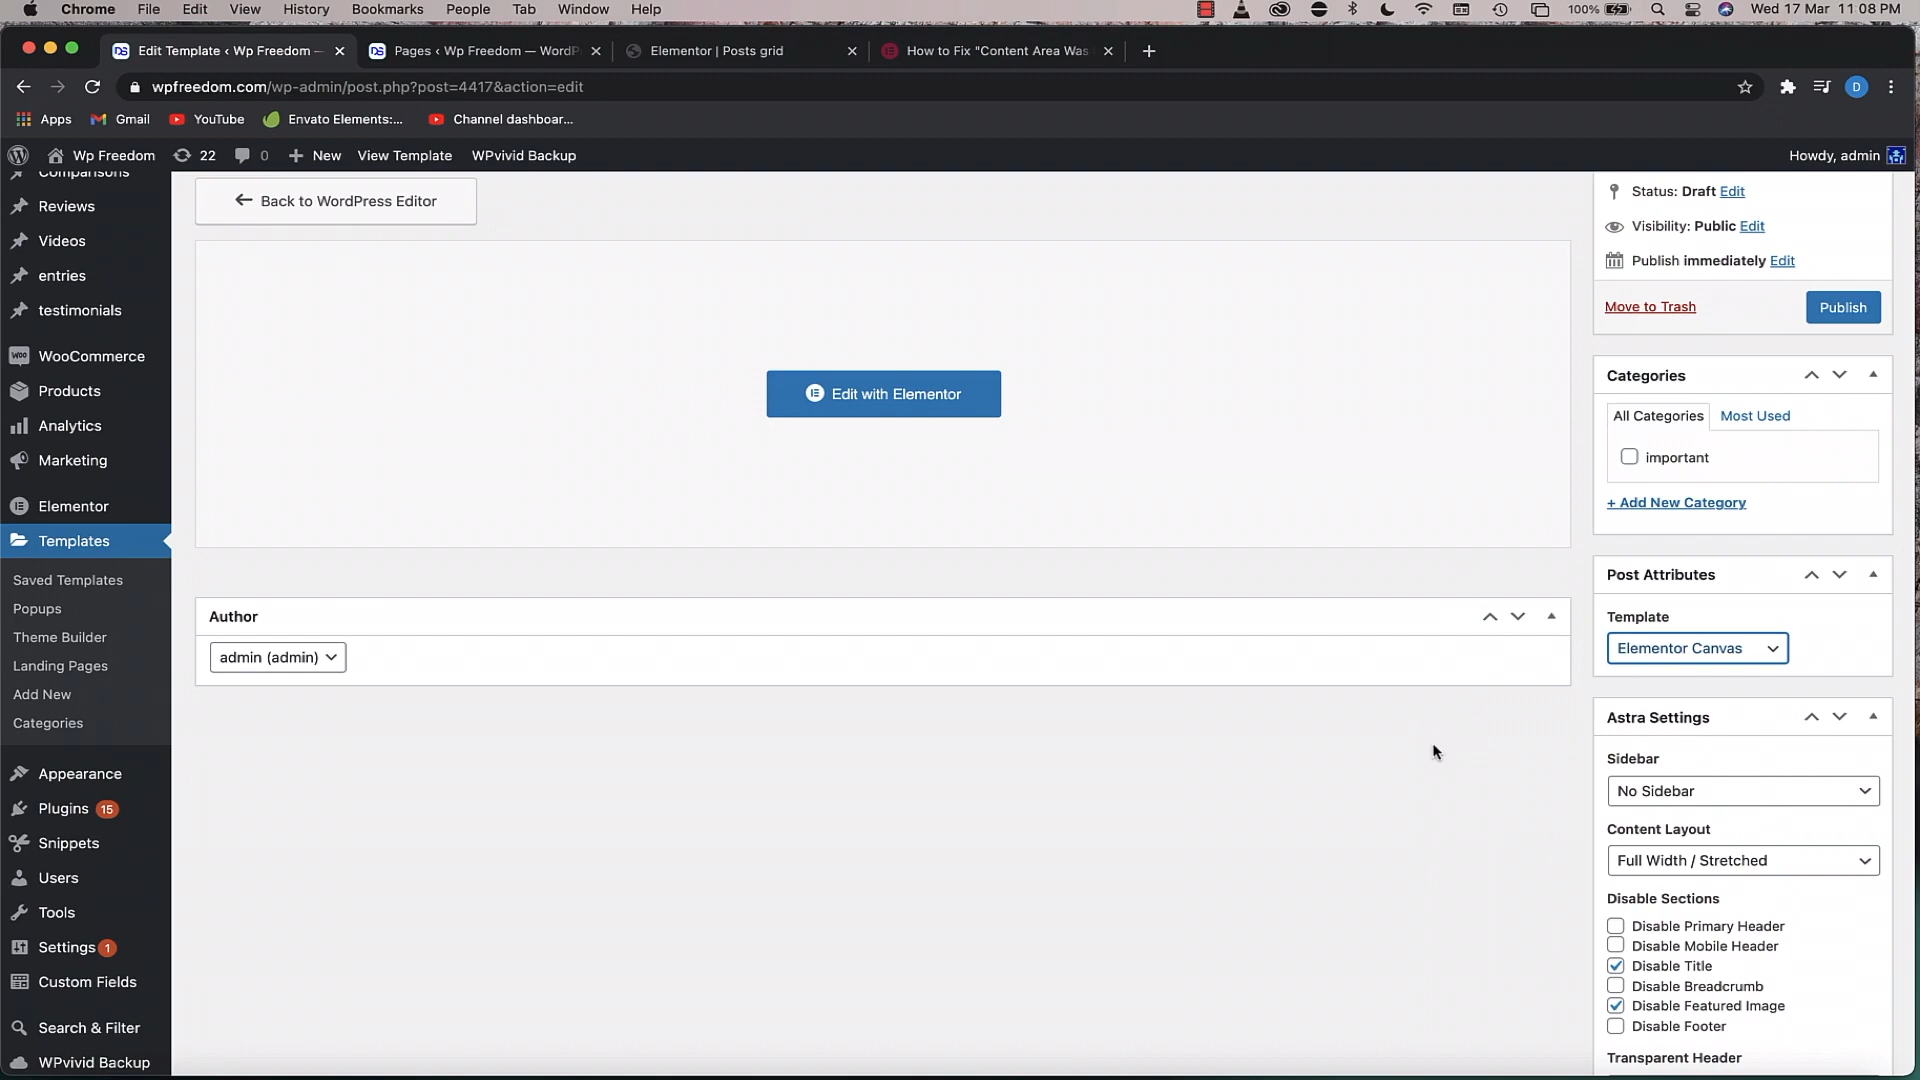 Chrome File Edit View History Bookmarks People Tab Window Help 100% Wed 17 Mar 11:08 PM
Edit Template ‹ Wp Freedom — Pages ‹ Wp Freedom — WordP Elementor | Posts grid How to Fix "Content Area Was
wpfreedom.com/wp-admin/post.php?post=4417&action=edit D
Apps Gmail YouTube Envato Elements:... Channel dashboar...
Wp Freedom 22 0 New View Template WPvivid Backup Howdy, admin
Comparisons
Reviews
Videos
entries
testimonials
WooCommerce
Products
Analytics
Marketing
Elementor
Templates
Saved Templates
Popups
Theme Builder
Landing Pages
Add New
Categories
Appearance
Plugins 15
Snippets
Users
Tools
Settings 1
Custom Fields
Search & Filter
WPvivid Backup
Back to WordPress Editor
Edit with Elementor
Author
admin (admin)
Status: Draft Edit
Visibility: Public Edit
Publish immediately Edit
Move to Trash Publish
Categories
All Categories Most Used
important
+ Add New Category
Post Attributes
Template
Elementor Canvas
Astra Settings
Sidebar
No Sidebar
Content Layout
Full Width / Stretched
Disable Sections
Disable Primary Header
Disable Mobile Header
Disable Title
Disable Breadcrumb
Disable Featured Image
Disable Footer
Transparent Header